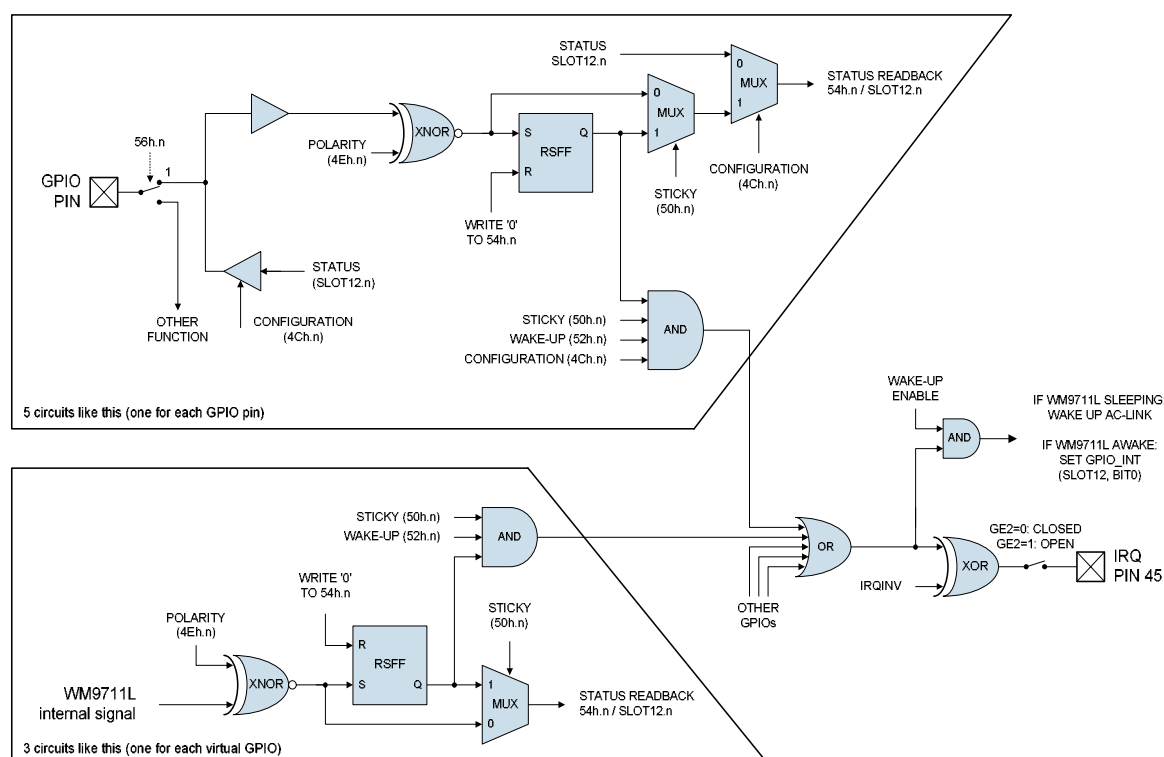 STATUS
SLOT12.n
0
MUX
1
STATUS READBACK
54h.n / SLOT12.n
0
MUX
1
56h.n
1
GPIO
PIN
XNOR
POLARITY
(4Eh.n)
S
Q
RSFF
R
CONFIGURATION
(4Ch.n)
STICKY
(50h.n)
WRITE '0'
TO 54h.n
STATUS
(SLOT12.n)
OTHER
FUNCTION
CONFIGURATION
(4Ch.n)
STICKY (50h.n)
WAKE-UP (52h.n)
CONFIGURATION (4Ch.n)
AND
5 circuits like this (one for each GPIO pin)
WAKE-UP
ENABLE
AND
IF WM9711L SLEEPING:
WAKE UP AC-LINK
IF WM9711L AWAKE:
SET GPIO_INT
(SLOT12, BIT0)
STICKY (50h.n)
WAKE-UP (52h.n)
AND
OR
GE2=0: CLOSED
GE2=1: OPEN
XOR
IRQ
PIN 45
IRQINV
OTHER
GPIOs
WRITE '0'
TO 54h.n
STICKY
(50h.n)
POLARITY
(4Eh.n)
R
RSFF
S
Q
XNOR
1
MUX
0
STATUS READBACK
54h.n / SLOT12.n
WM9711L
internal signal
3 circuits like this (one for each virtual GPIO)